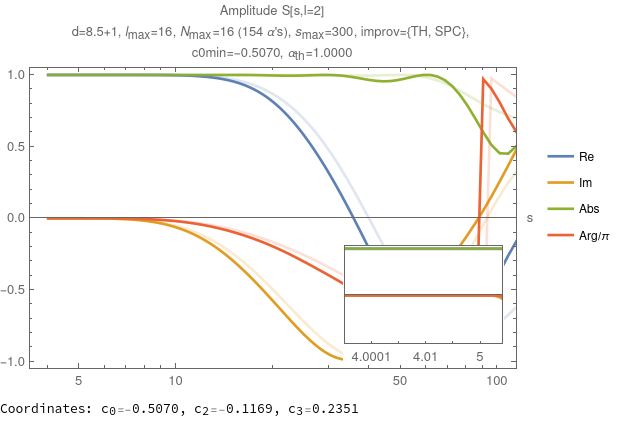 Amplitude S[s,l=2]
d=8.5+1, lmax=16, Nmax=16 (154 α's), smax=300, improv={TH, SPC},
c0min=−0.5070, αth=1.0000
1.0
0.5
0.0
−0.5
−1.0
s
Re
Im
Abs
Arg/π
4.0001 4.01 5
5 10 50 100
Coordinates: c0=−0.5070, c2=−0.1169, c3=0.2351